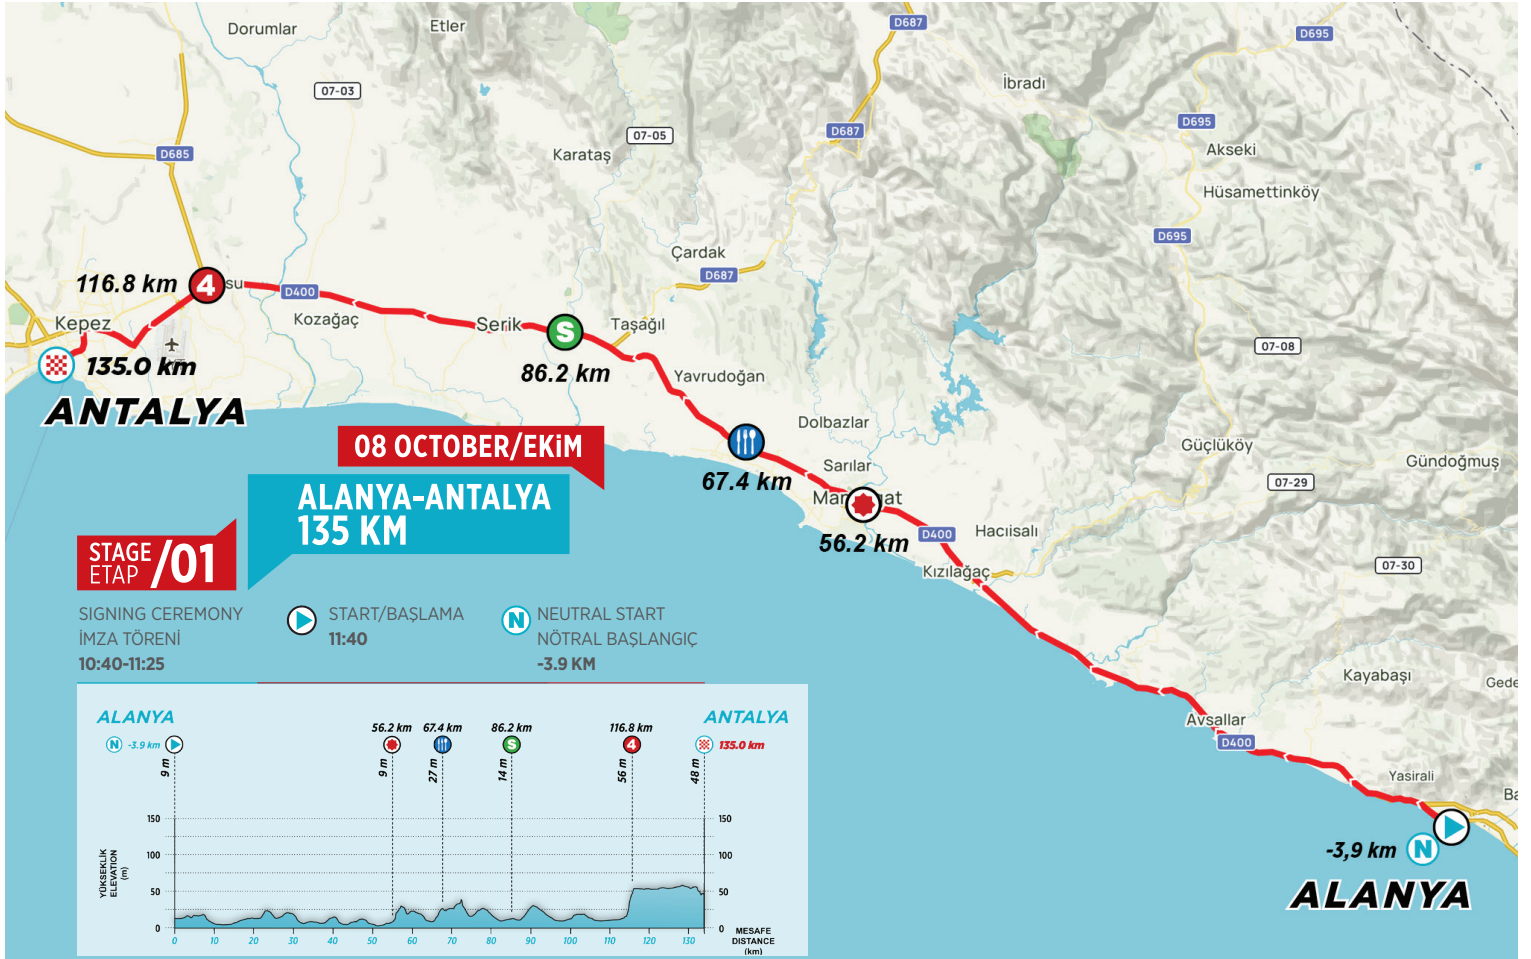 Dorumlar
Etler
D687
D695
07-03
İbradı
D685
07-05
D687
D695
Karataş
Akseki
Hüsamettinköy
D695
Çardak
D687
116.8 km
4
su
D400
Kozağaç
Kepez
Serik
S
Taşağıl
135.0 km
86.2 km
Yavrudoğan
07-08
ANTALYA
Dolbazlar
08 OCTOBER/EKİM
Güçlüköy
Gündoğmuş
Sarılar
67.4 km
07-29
ALANYA-ANTALYA
135 KM
56.2 km
D400
Hacıisalı
STAGE
ETAP
/01
Kızılağaç
07-30
SIGNING CEREMONY
İMZA TÖRENİ
10:40-11:25
START/BAŞLAMA
11:40
N
NEUTRAL START
NÖTRAL BAŞLANGIÇ
-3.9 KM
Kayabaşı
Gede
Avsallar
D400
Yasirali
Ba
-3,9 km
N
ALANYA
ALANYA
N -3.9 km
9 m
56.2 km
9 m
67.4 km
27 m
86.2 km
S
14 m
116.8 km
4
56 m
ANTALYA
135.0 km
48 m
YÜKSEKLİK
ELEVATION
(m)
150
100
50
0
150
100
50
0
0 10 20 30 40 50 60 70 80 90 100 110 120 130
MESAFE
DISTANCE
(km)